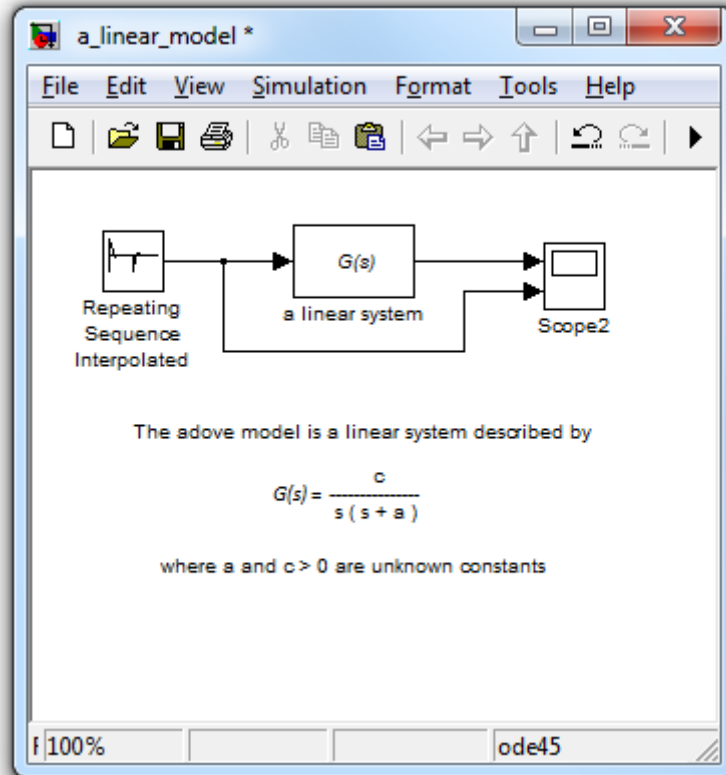 a_linear_model *
File Edit View Simulation Format Tools Help
G(s)
Repeating
Sequence
Interpolated
a linear system
Scope2
The adove model is a linear system described by
c
G(s) = ---------------
s ( s + a )
where a and c > 0 are unknown constants
100% ode45